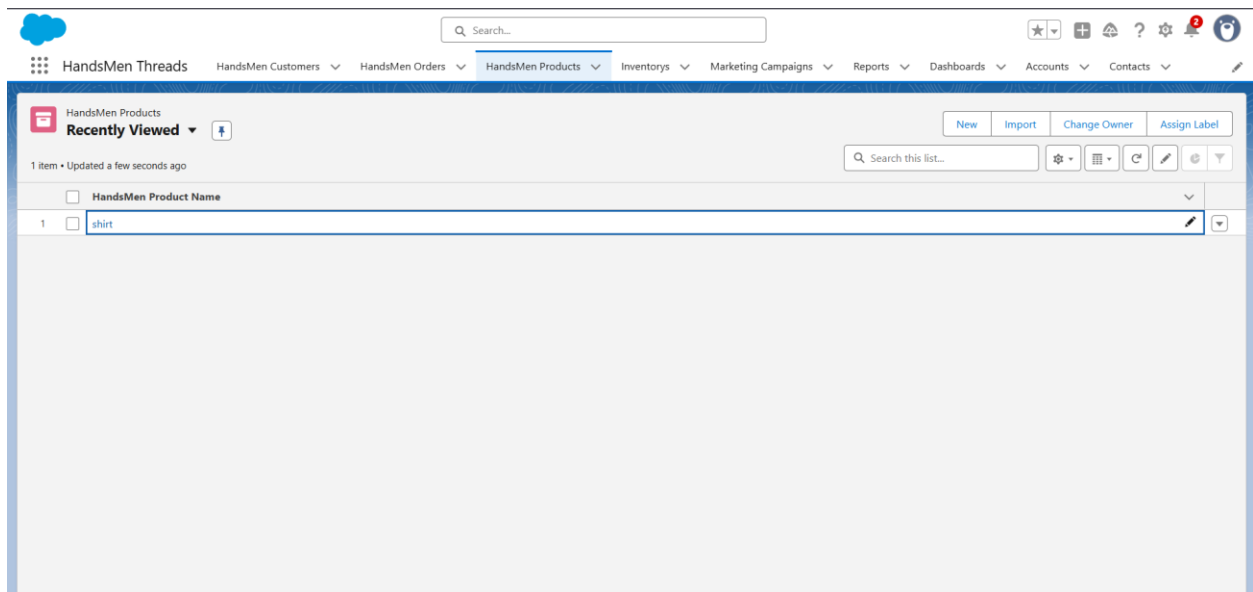 Search...
2
HandsMen Threads HandsMen Customers HandsMen Orders HandsMen Products Inventorys Marketing Campaigns Reports Dashboards Accounts Contacts
HandsMen Products
Recently Viewed
New Import Change Owner Assign Label
1 item • Updated a few seconds ago
Search this list...
HandsMen Product Name
1 shirt